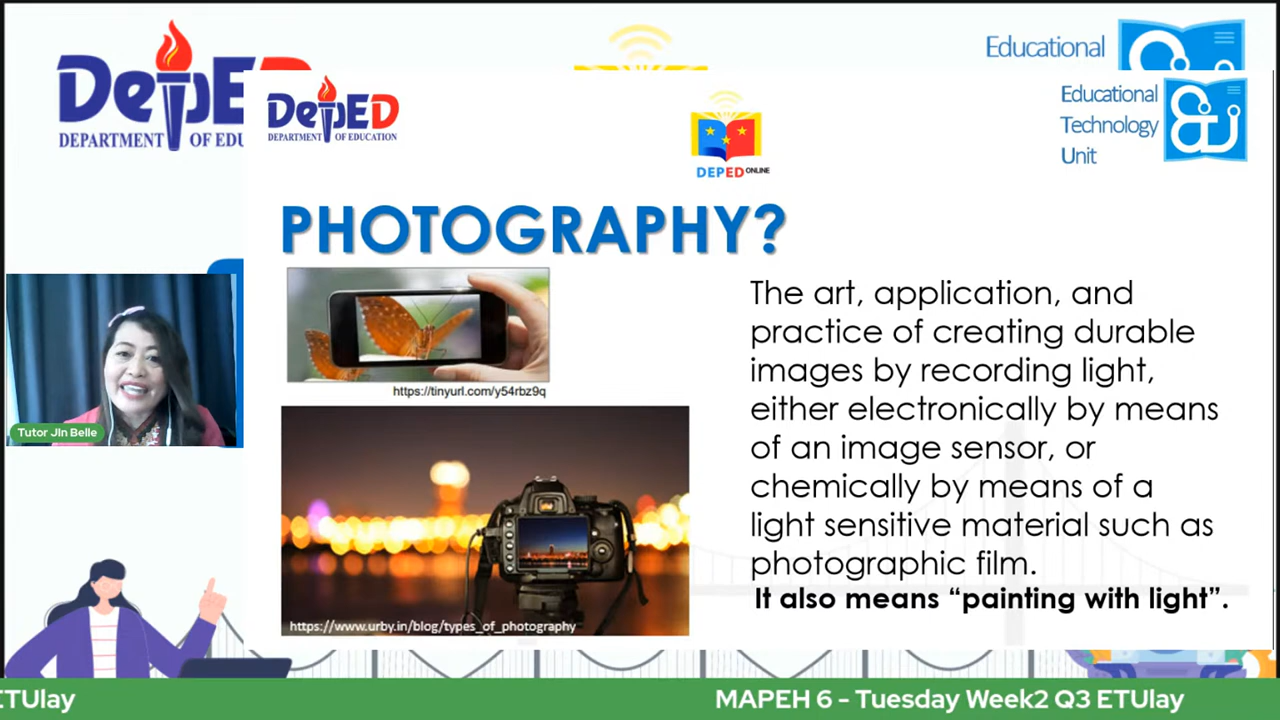 DepED
DEPARTMENT OF EDU
Educational
DepED
DEPARTMENT OF EDUCATION
DEPED ONLINE
Educational
Technology
Unit
PHOTOGRAPHY?
https://tinyurl.com/y54rbz9q
https://www.urby.in/blog/types_of_photography
The art, application, and
practice of creating durable
images by recording light,
either electronically by means
of an image sensor, or
chemically by means of a
light sensitive material such as
photographic film.
It also means “painting with light”.
Tutor JIn Belle
ETUlay
MAPEH 6 - Tuesday Week2 Q3 ETUlay